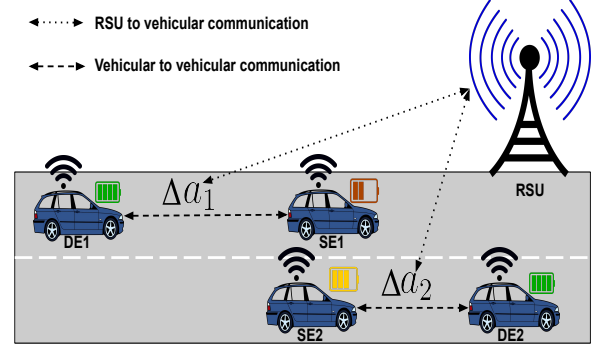 RSU to vehicular communication
Vehicular to vehicular communication
RSU
Δa₁
DE1
SE1
Δa₂
SE2
DE2